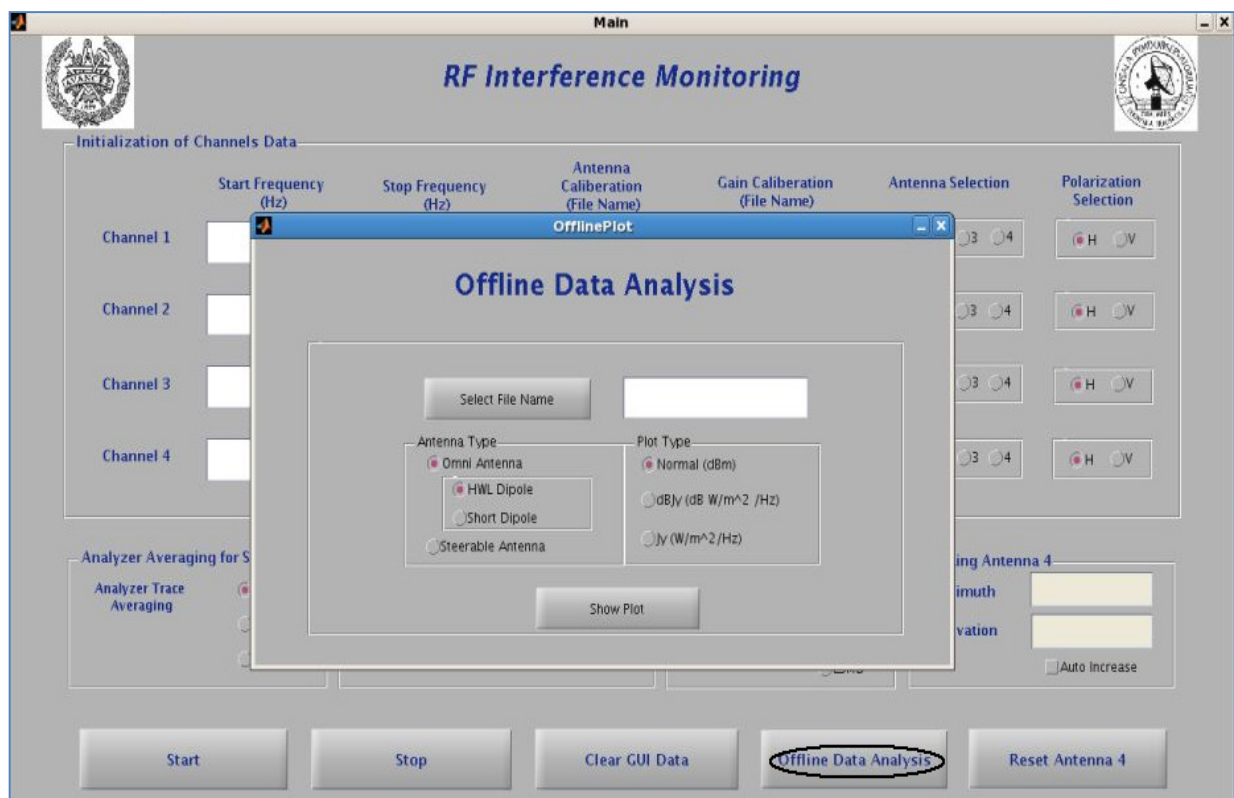 Main
RF Interference Monitoring
Initialization of Channels Data
Start Frequency
(Hz)
Stop Frequency
(Hz)
Antenna
Caliberation
(File Name)
Gain Caliberation
(File Name)
Antenna Selection
Polarization
Selection
OfflinePlot
Channel 1
3 4
H V
Offline Data Analysis
Channel 2
3 4
H V
Channel 3
3 4
H V
Select File Name
Antenna Type
Plot Type
Channel 4
3 4
H V
Omni Antenna
Normal (dBm)
HWL Dipole
dBJy (dB W/m^2 /Hz)
Short Dipole
Steerable Antenna
Jy (W/m^2/Hz)
Analyzer Averaging for S
ing Antenna 4
Analyzer Trace
Averaging
imuth
Show Plot
vation
Auto Increase
Start
Stop
Clear GUI Data
Offline Data Analysis
Reset Antenna 4